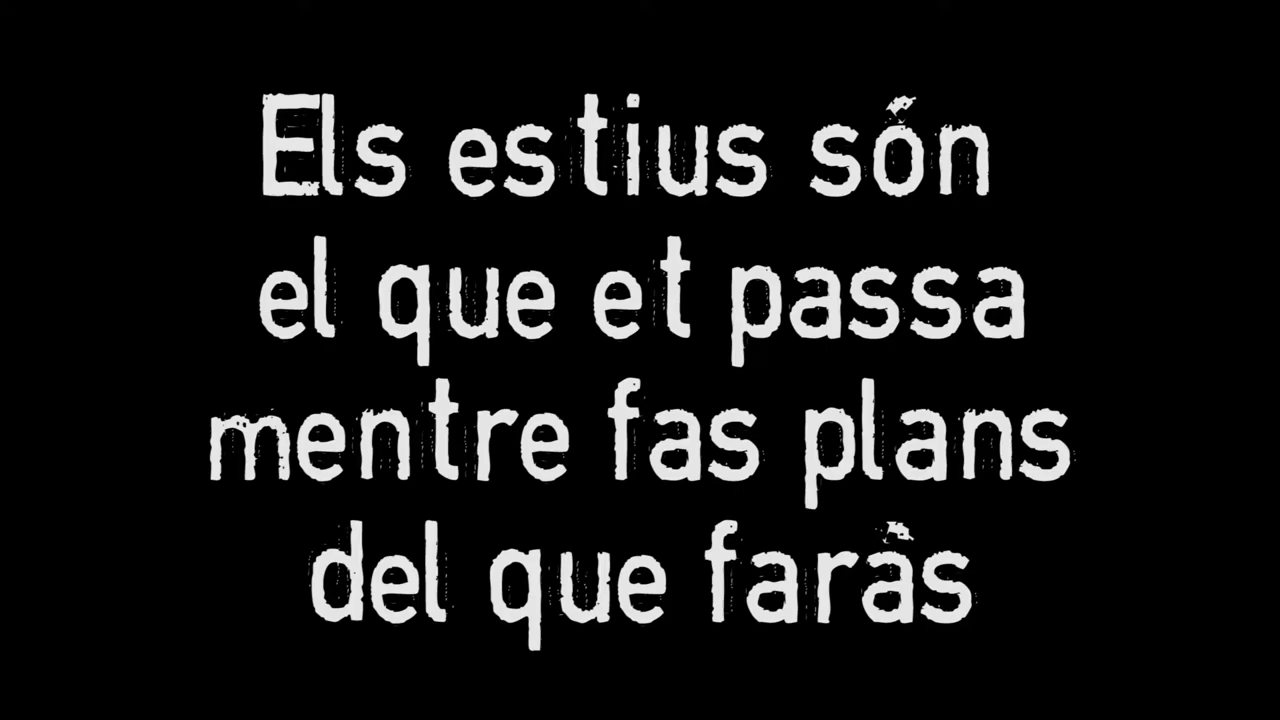 Els estius són
el que et passa
mentre fas plans
del que faràs